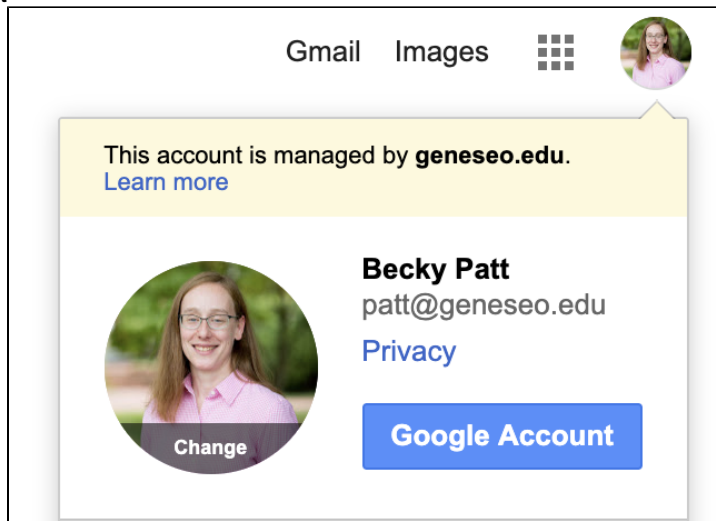 Gmail Images
This account is managed by geneseo.edu.
Learn more
Becky Patt
patt@geneseo.edu
Privacy
Change
Google Account